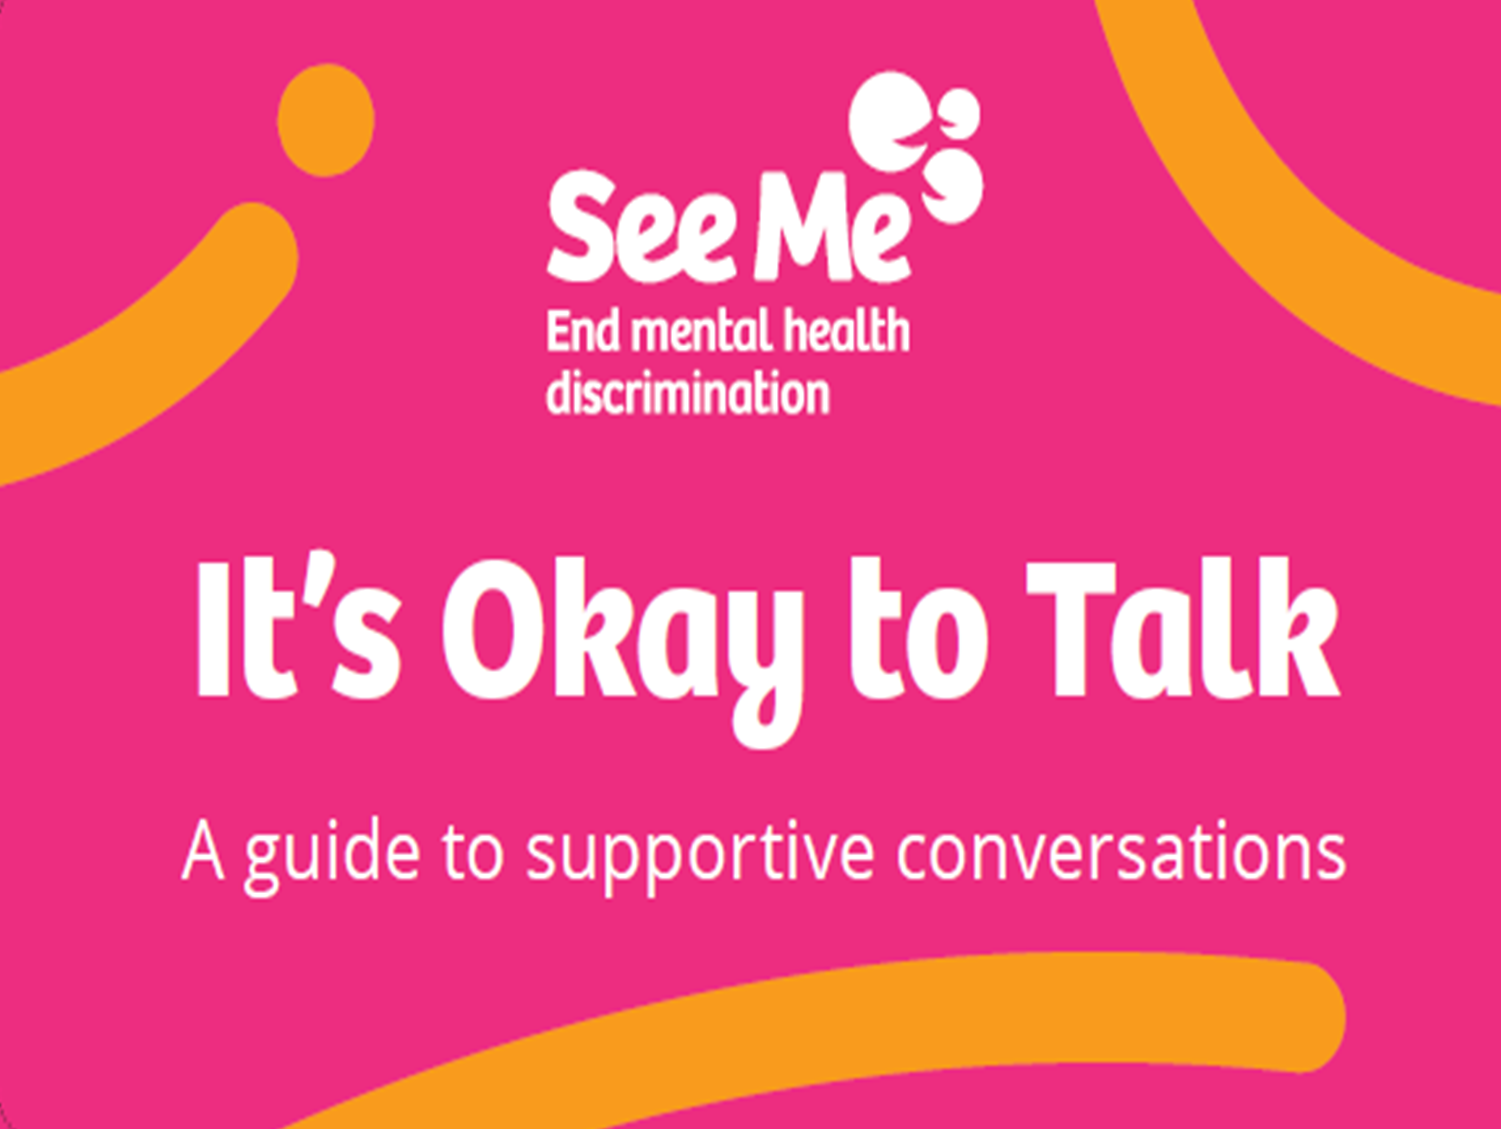 See Me
End mental health
discrimination
It's Okay to Talk
A guide to supportive conversations